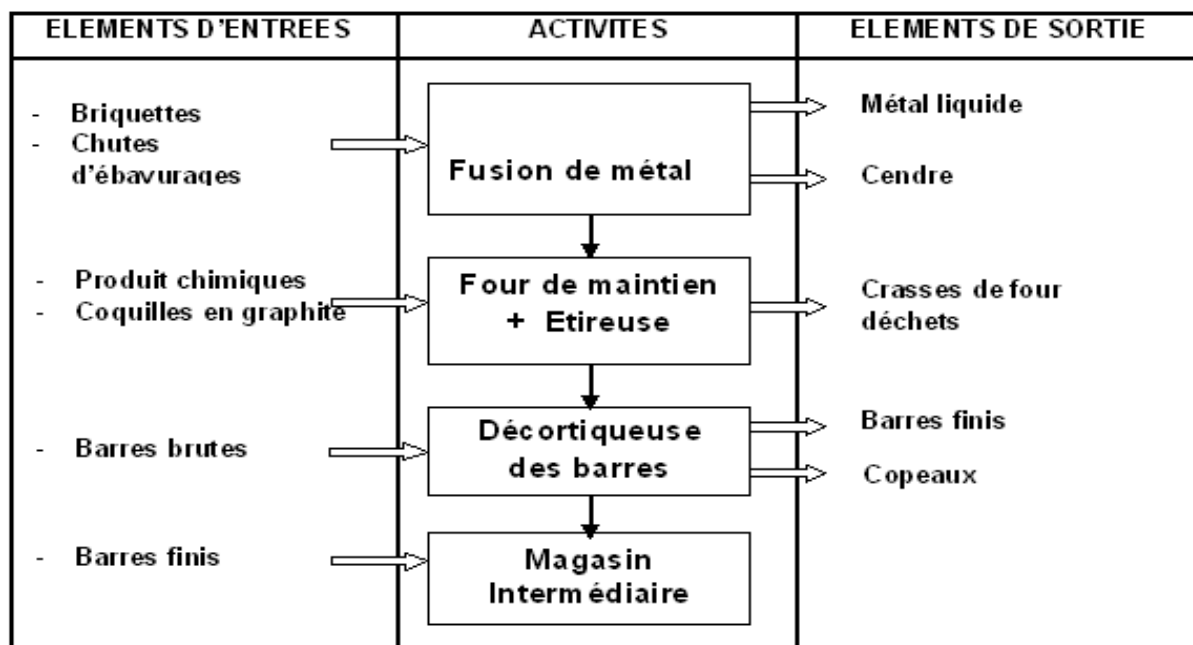 ELEMENTS D'ENTREES
ACTIVITES
ELEMENTS DE SORTIE
- Briquettes
- Chutes
d'ébavurages
Fusion de métal
Métal liquide
Cendre
- Produit chimiques
- Coquilles en graphite
Four de maintien
+ Etireuse
Crasses de four
déchets
- Barres brutes
Décortiqueuse
des barres
Barres finis
Copeaux
- Barres finis
Magasin
Intermédiaire